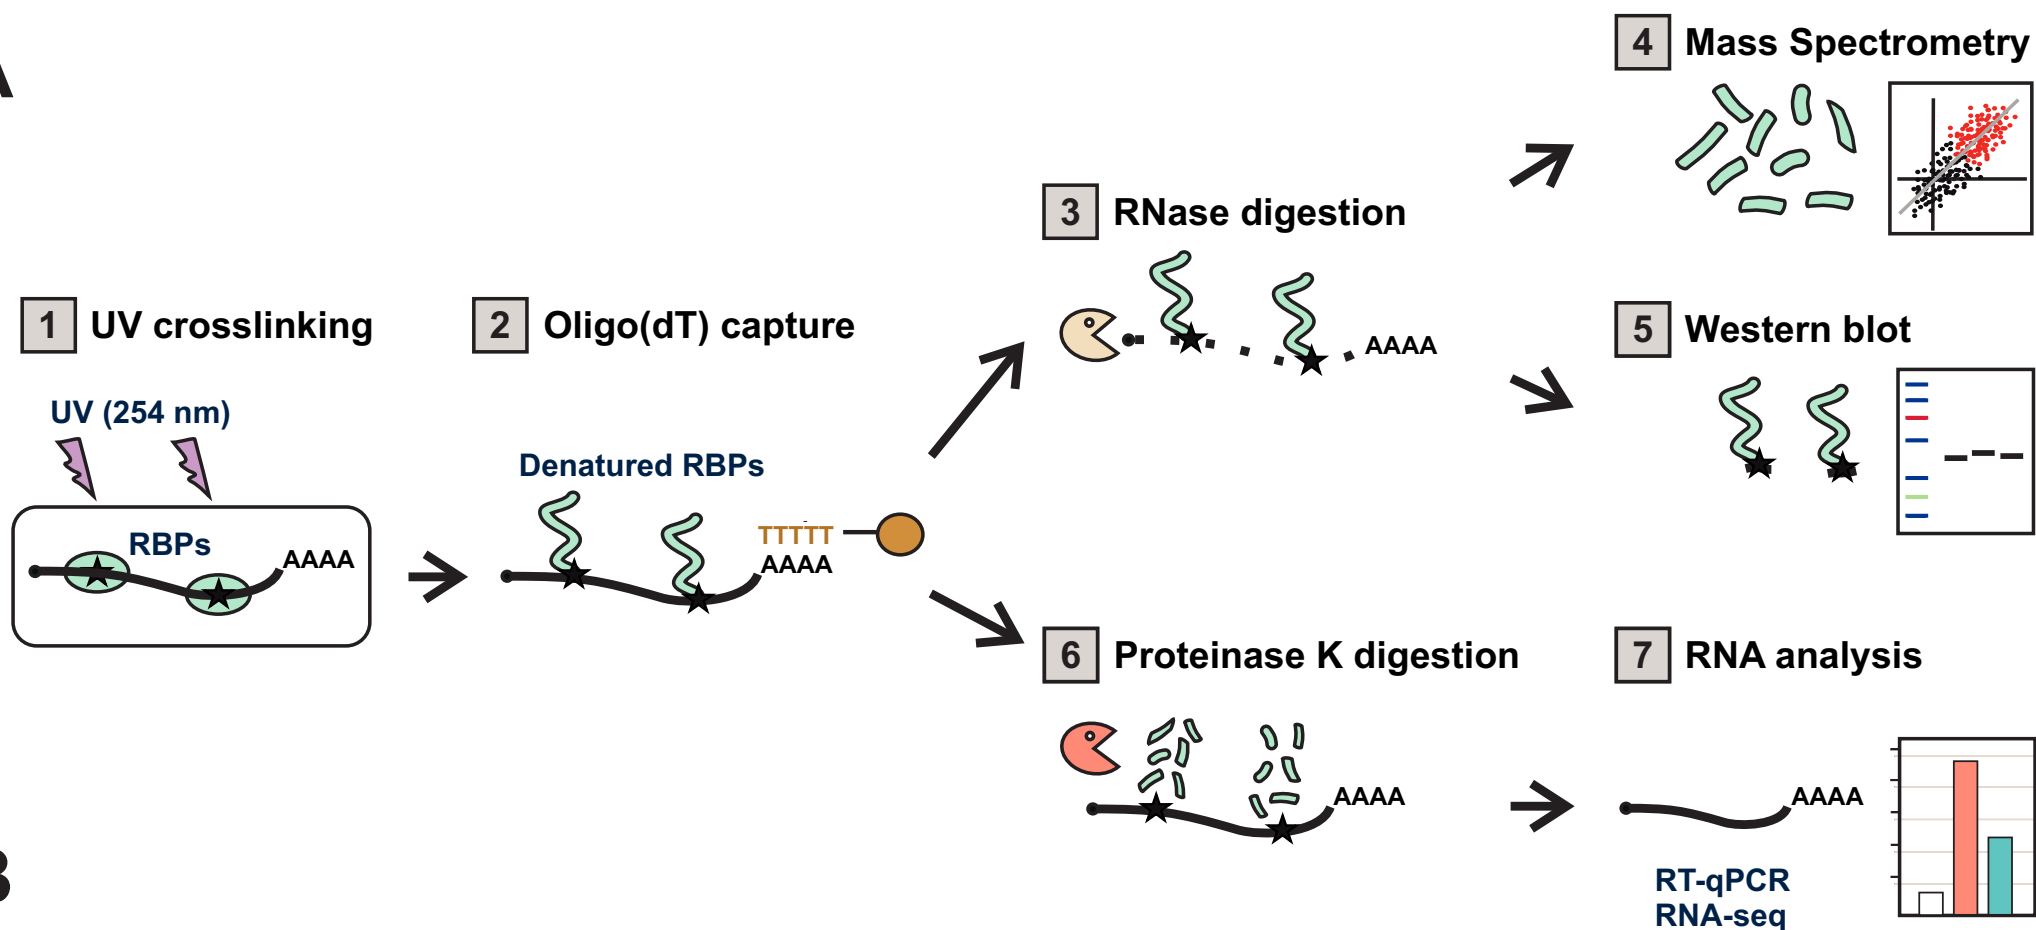 A
1 UV crosslinking
UV (254 nm)
RBPs
AAAA
2 Oligo(dT) capture
Denatured RBPs
TTTTT
AAAA
3 RNase digestion
AAAA
4 Mass Spectrometry
5 Western blot
6 Proteinase K digestion
AAAA
7 RNA analysis
AAAA
RT-qPCR
RNA-seq
B